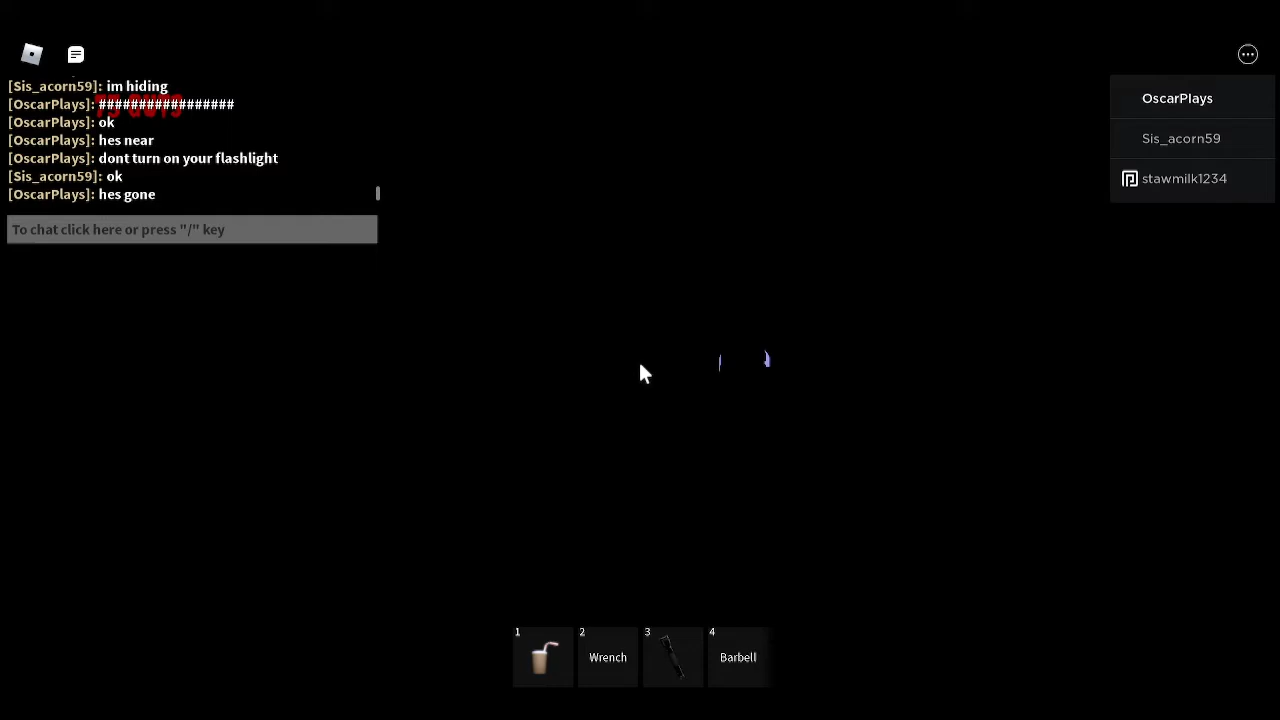 [Sis_acorn59]: im hiding
[OscarPlays]: #################
[OscarPlays]: ok
[OscarPlays]: hes near
[OscarPlays]: dont turn on your flashlight
[Sis_acorn59]: ok
[OscarPlays]: hes gone
To chat click here or press "/" key
OscarPlays
Sis_acorn59
stawmilk1234
1
2
3
4
Wrench
Barbell